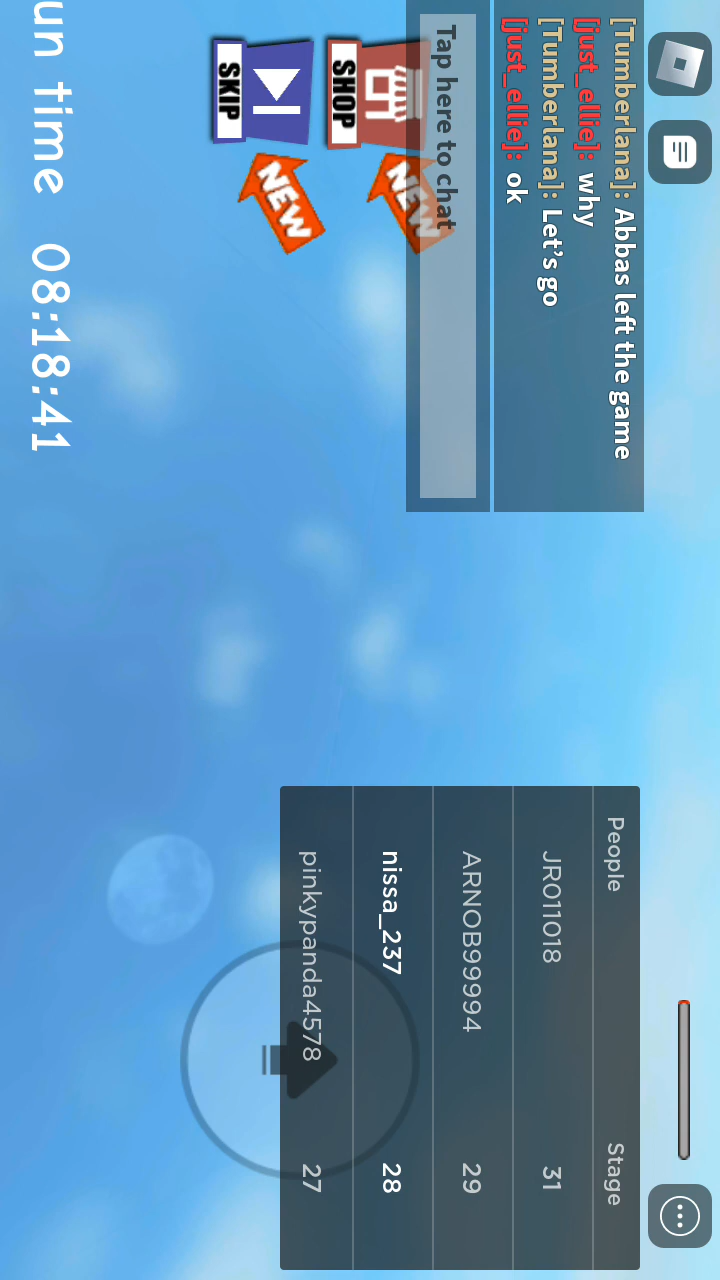 [Tumberlana]: Abbas left the game
[just_ellie]: why
[Tumberlana]: Let's go
[just_ellie]: ok
Tap here to chat
SHOP
NEW
SKIP
NEW
un time 08:18:41
People Stage
JR011018 31
ARNOB99994 29
nissa_237 28
pinkypanda4578 27